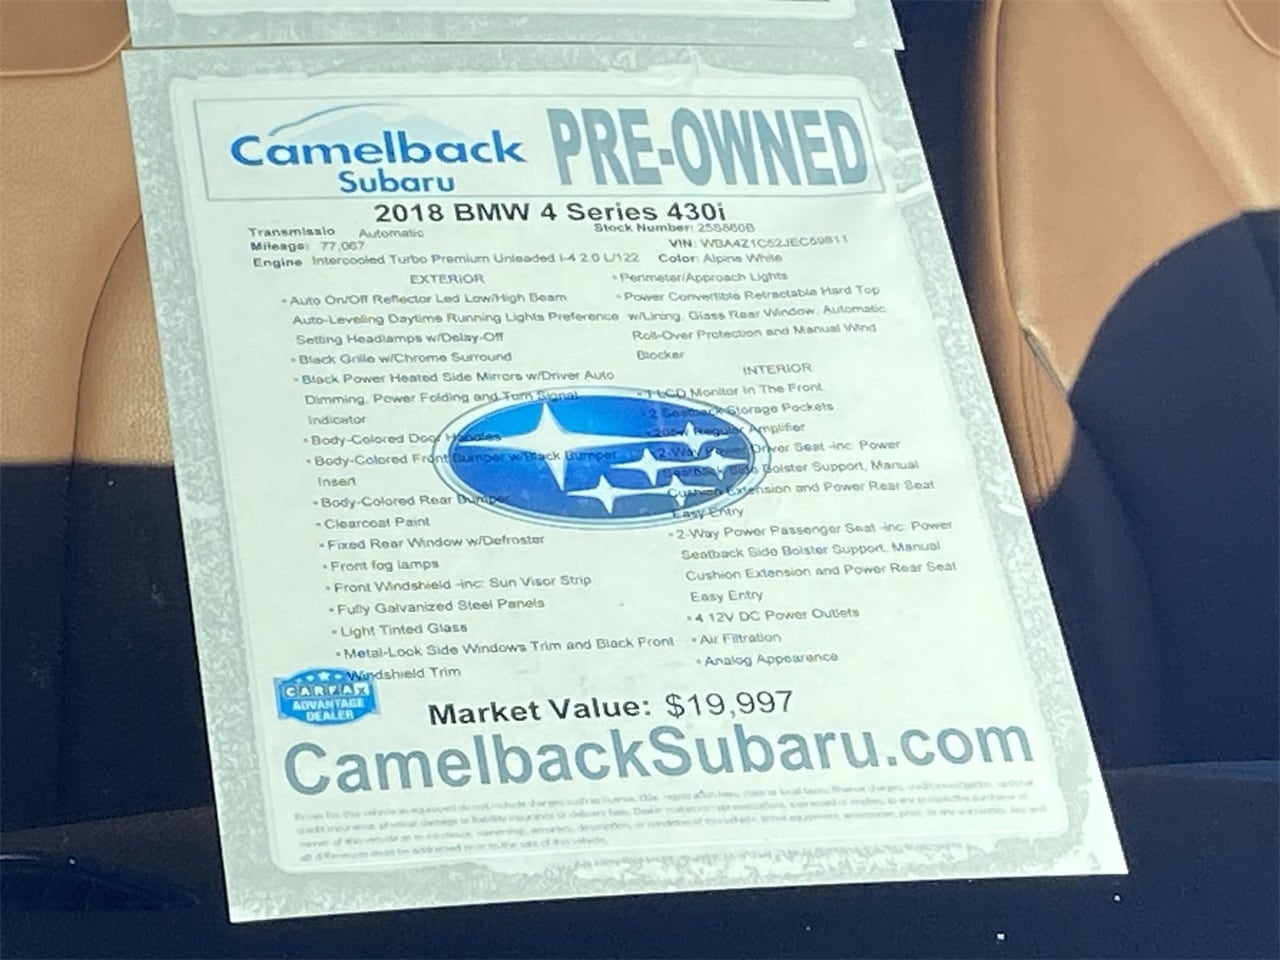 Camelback
Subaru
PRE-OWNED
2018 BMW 4 Series 430i
Transmissio Automatic
Stock Number: 255860B
Mileage: 77,067
VIN: WBA4Z1C52JEC59811
Engine Intercooled Turbo Premium Unleaded I-4 2.0 L/122
Color: Alpine White
EXTERIOR
• Auto On/Off Reflector Led Low/High Beam
Auto-Leveling Daytime Running Lights Preference
Setting Headlamps w/Delay-Off
• Black Grille w/Chrome Surround
• Black Power Heated Side Mirrors w/Driver Auto
Dimming, Power Folding and Turn Signal
Indicator
• Body-Colored Door Handles
• Body-Colored Front Bumper w/Black Bumper
Insert
• Body-Colored Rear Bumper
• Clearcoat Paint
• Fixed Rear Window w/Defroster
• Front fog lamps
• Front Windshield -inc: Sun Visor Strip
• Fully Galvanized Steel Panels
• Light Tinted Glass
• Metal-Look Side Windows Trim and Black Front
Windshield Trim
• Perimeter/Approach Lights
• Power Convertible Retractable Hard Top
w/Lining, Glass Rear Window, Automatic
Roll-Over Protection and Manual Wind
Blocker
INTERIOR
• 1 LCD Monitor In The Front
• 2 Seatback Storage Pockets
• 205w Regular Amplifier
• 2-Way Power Driver Seat -inc: Power
Seatback Side Bolster Support, Manual
Cushion Extension and Power Rear Seat
Easy Entry
• 2-Way Power Passenger Seat -inc: Power
Seatback Side Bolster Support, Manual
Cushion Extension and Power Rear Seat
Easy Entry
• 4 12V DC Power Outlets
• Air Filtration
• Analog Appearance
CARFAX
ADVANTAGE
DEALER
Market Value: $19,997
CamelbackSubaru.com